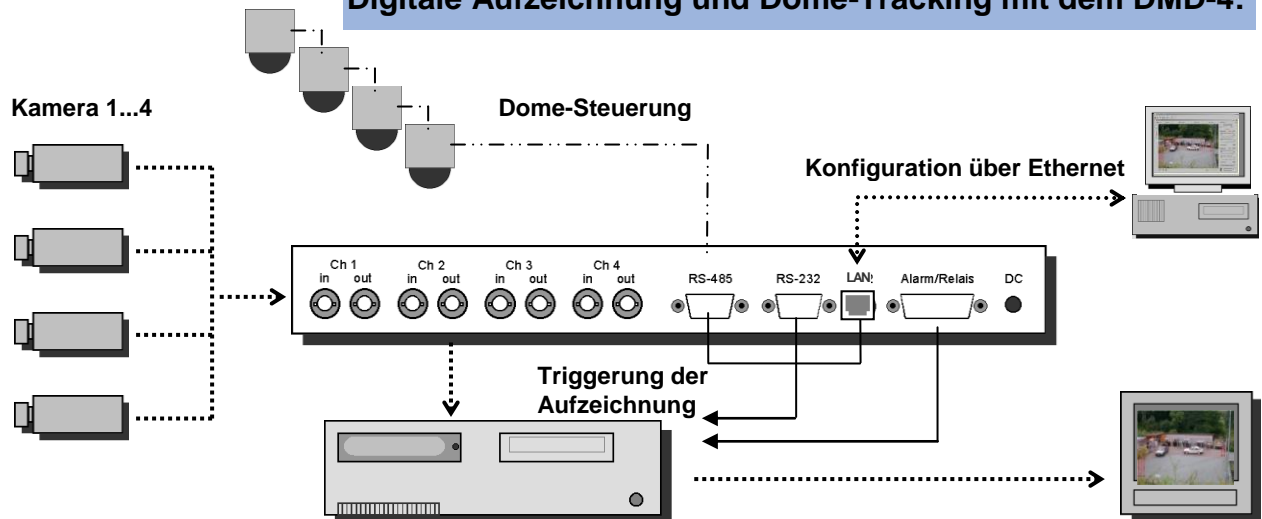 Digitale Aufzeichnung und Dome-Tracking mit dem DMD-4:
Kamera 1...4
Dome-Steuerung
Konfiguration über Ethernet
Ch 1
in out
Ch 2
in out
Ch 3
in out
Ch 4
in out
RS-485
RS-232
LAN
Alarm/Relais
DC
Triggerung der
Aufzeichnung